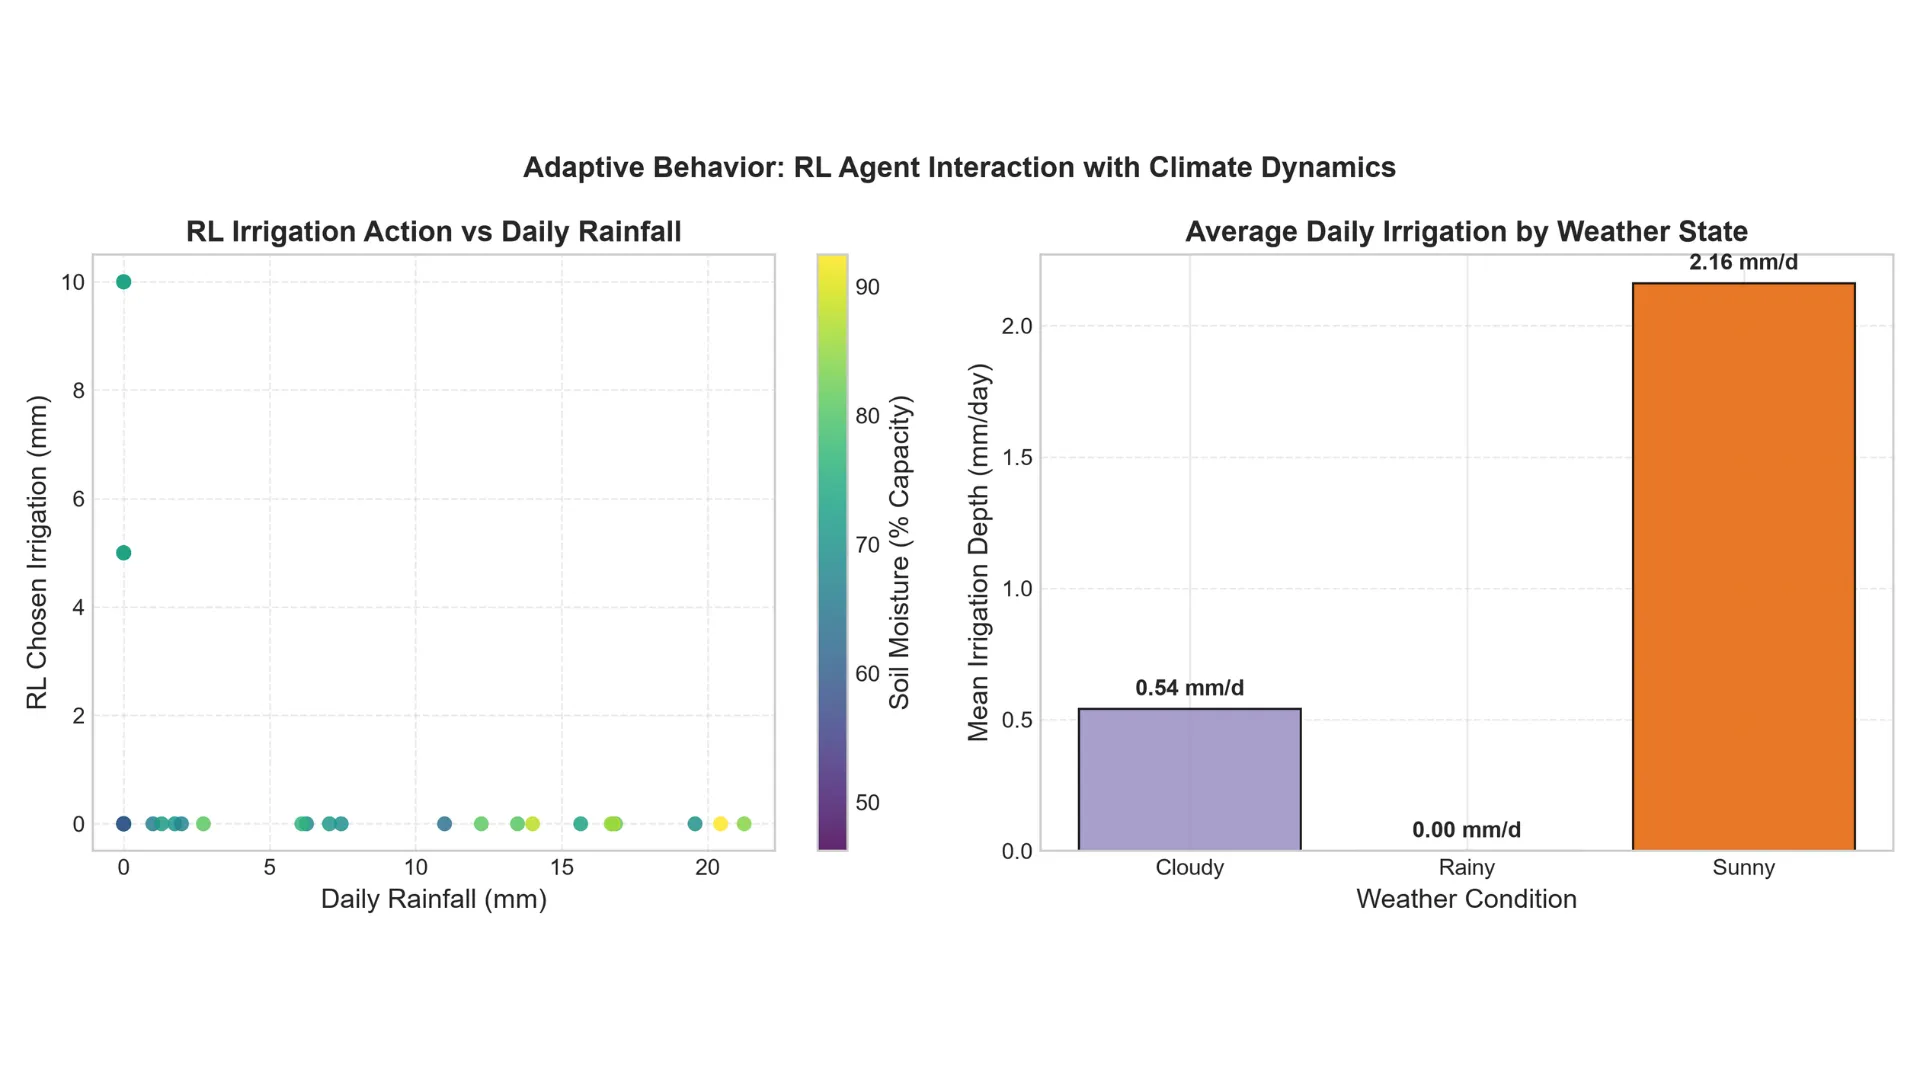 Adaptive Behavior: RL Agent Interaction with Climate Dynamics
RL Irrigation Action vs Daily Rainfall
RL Chosen Irrigation (mm)
10
8
6
4
2
0
0
5
10
15
20
Daily Rainfall (mm)
90
80
70
60
50
Soil Moisture (% Capacity)
Average Daily Irrigation by Weather State
Mean Irrigation Depth (mm/day)
2.0
1.5
1.0
0.5
0.0
0.54 mm/d
0.00 mm/d
2.16 mm/d
Cloudy
Rainy
Sunny
Weather Condition